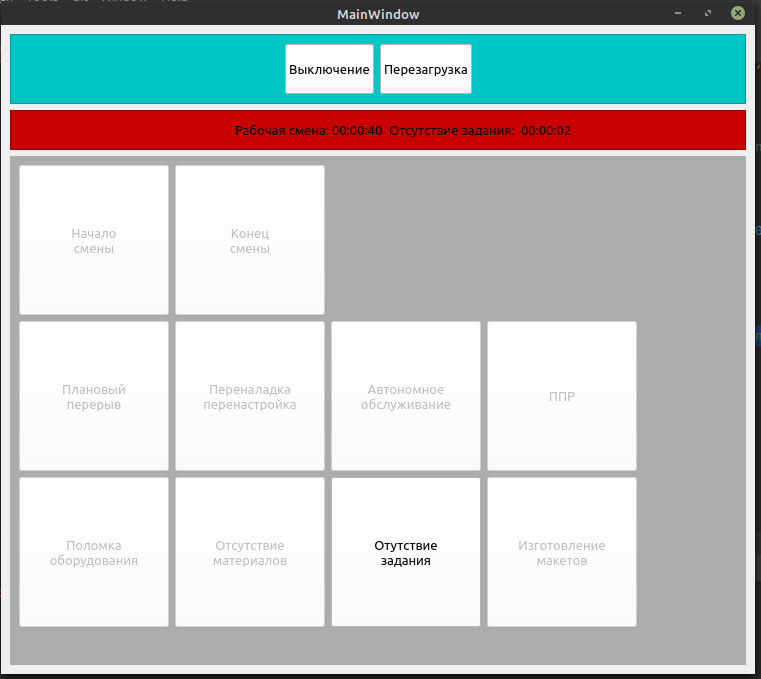 MainWindow
Выключение Перезагрузка
Рабочая смена: 00:00:40 Отсутствие задания: 00:00:02
Начало
смены
Конец
смены
Плановый
перерыв
Переналадка
перенастройка
Автономное
обслуживание
ППР
Поломка
оборудования
Отсутствие
материалов
Отутствие
задания
Изготовление
макетов